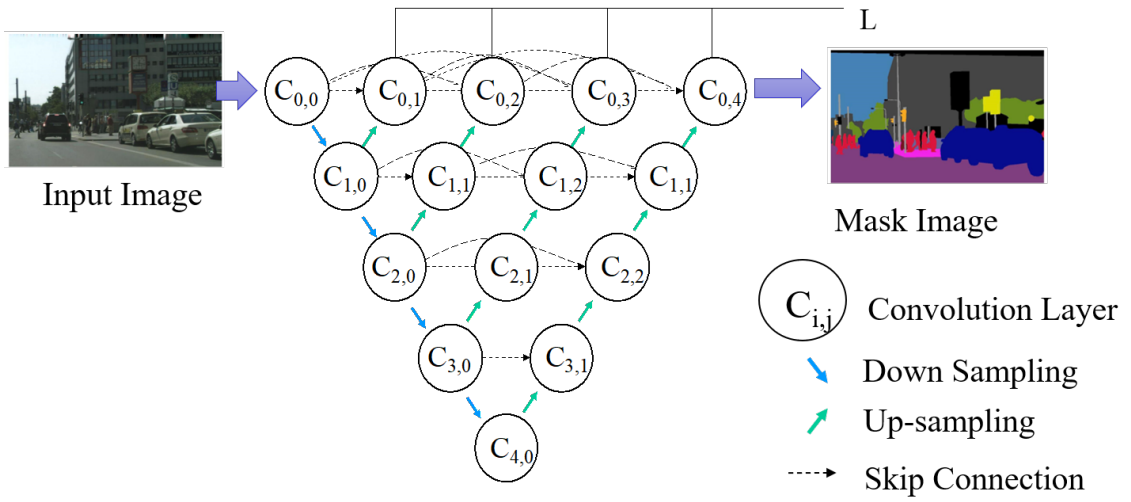 L
C0,0 C0,1 C0,2 C0,3 C0,4
Input Image
C1,0 C1,1 C1,2 C1,1
Mask Image
C2,0 C2,1 C2,2
Ci,j Convolution Layer
C3,0 C3,1
Down Sampling
Up-sampling
C4,0
Skip Connection